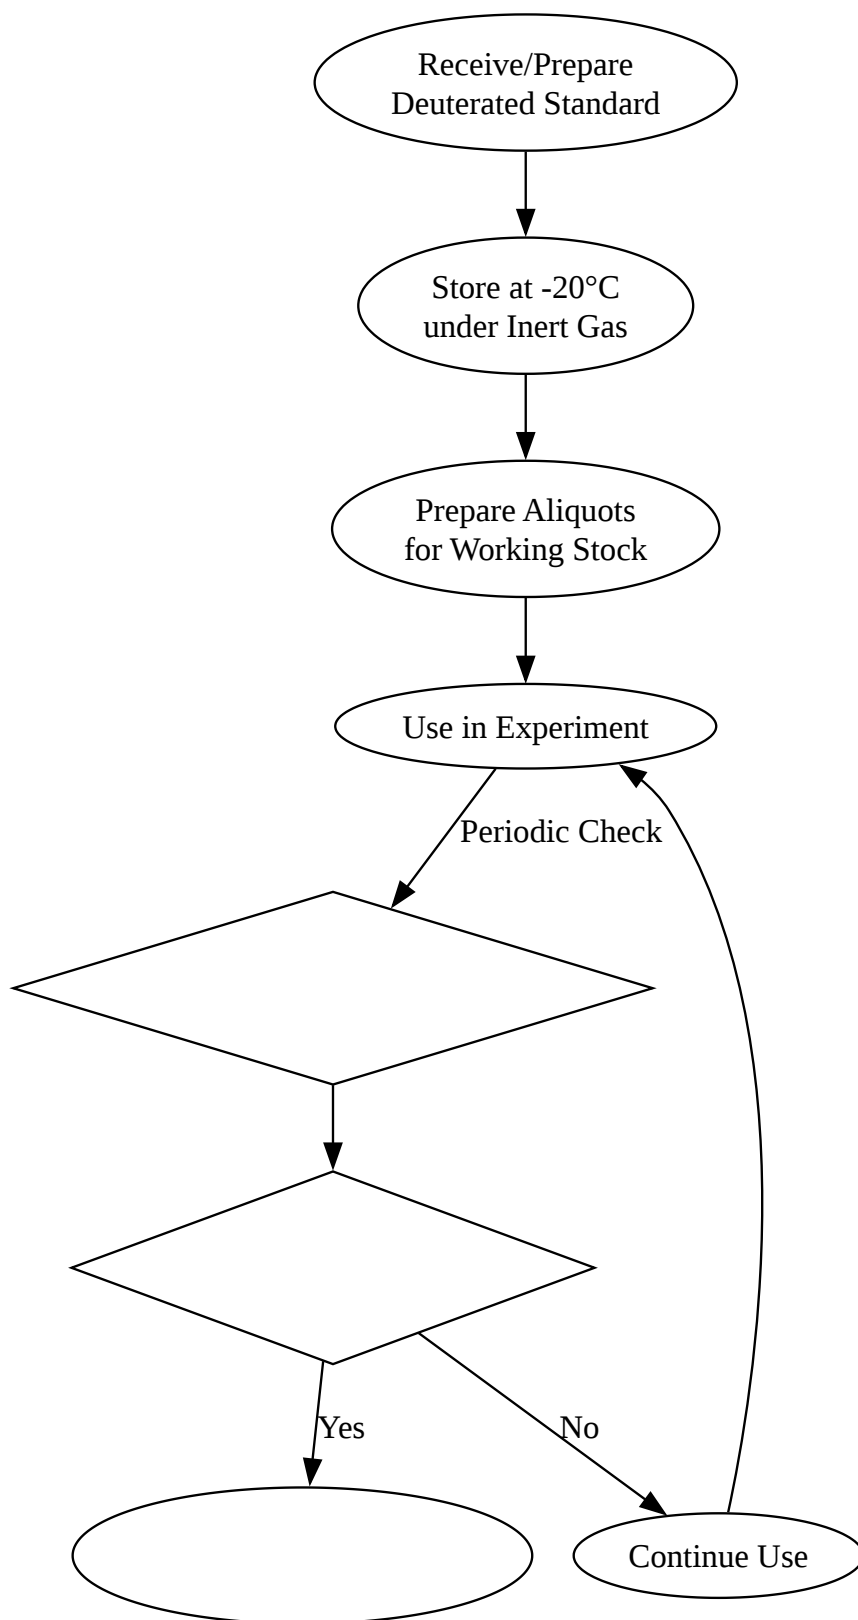 Receive/Prepare
Deuterated Standard
Store at -20°C
under Inert Gas
Prepare Aliquots
for Working Stock
Use in Experiment
Periodic Check
Yes
No
Continue Use